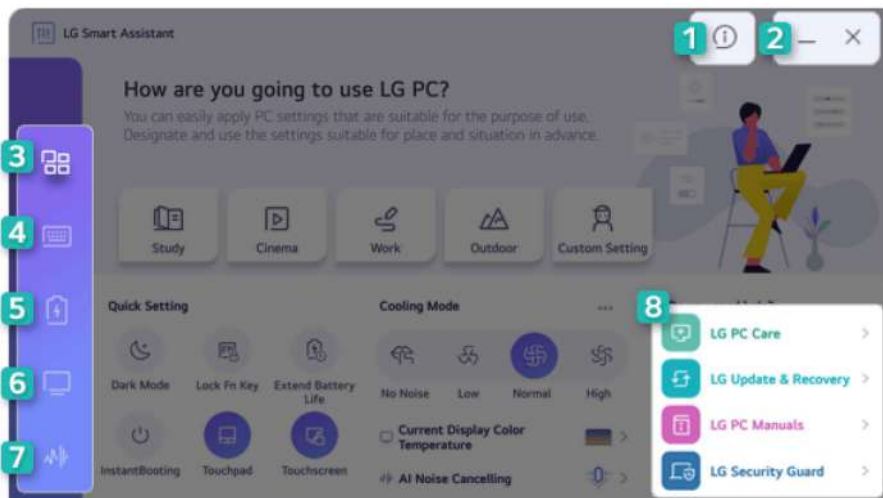 LG Smart Assistant
1
2
How are you going to use LG PC?
You can easily apply PC settings that are suitable for the purpose of use.
Designate and use the settings suitable for place and situation in advance.
3
4
5
6
7
Study
Cinema
Work
Outdoor
Custom Setting
Quick Setting
Dark Mode
Lock Fn Key
Extend Battery
Life
InstantBooting
Touchpad
Touchscreen
Cooling Mode
No Noise
Low
Normal
High
Current Display Color
Temperature
AI Noise Cancelling
8
LG PC Care
LG Update & Recovery
LG PC Manuals
LG Security Guard